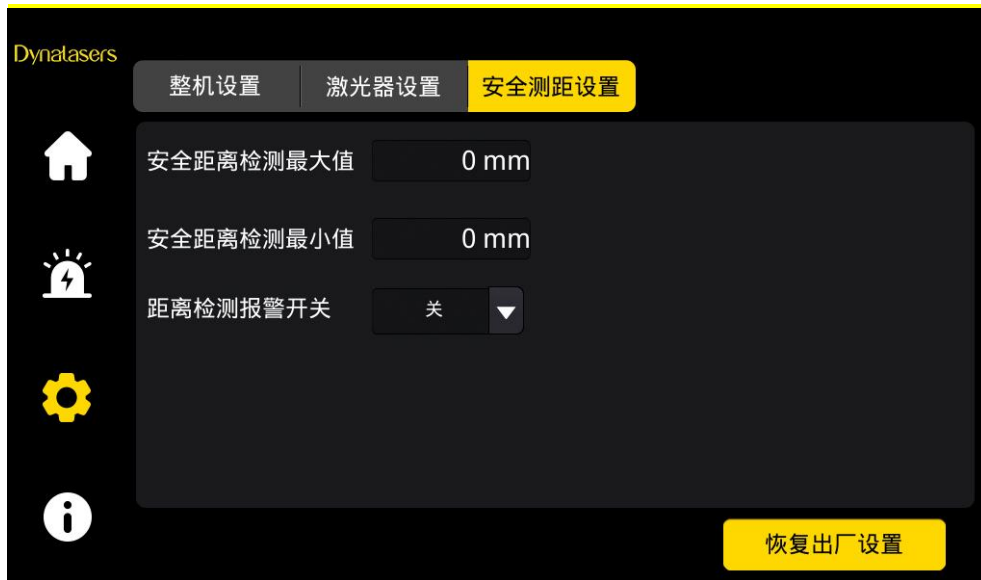 Dynalasers
整机设置 激光器设置 安全测距设置
安全距离检测最大值 0 mm
安全距离检测最小值 0 mm
距离检测报警开关 关
恢复出厂设置